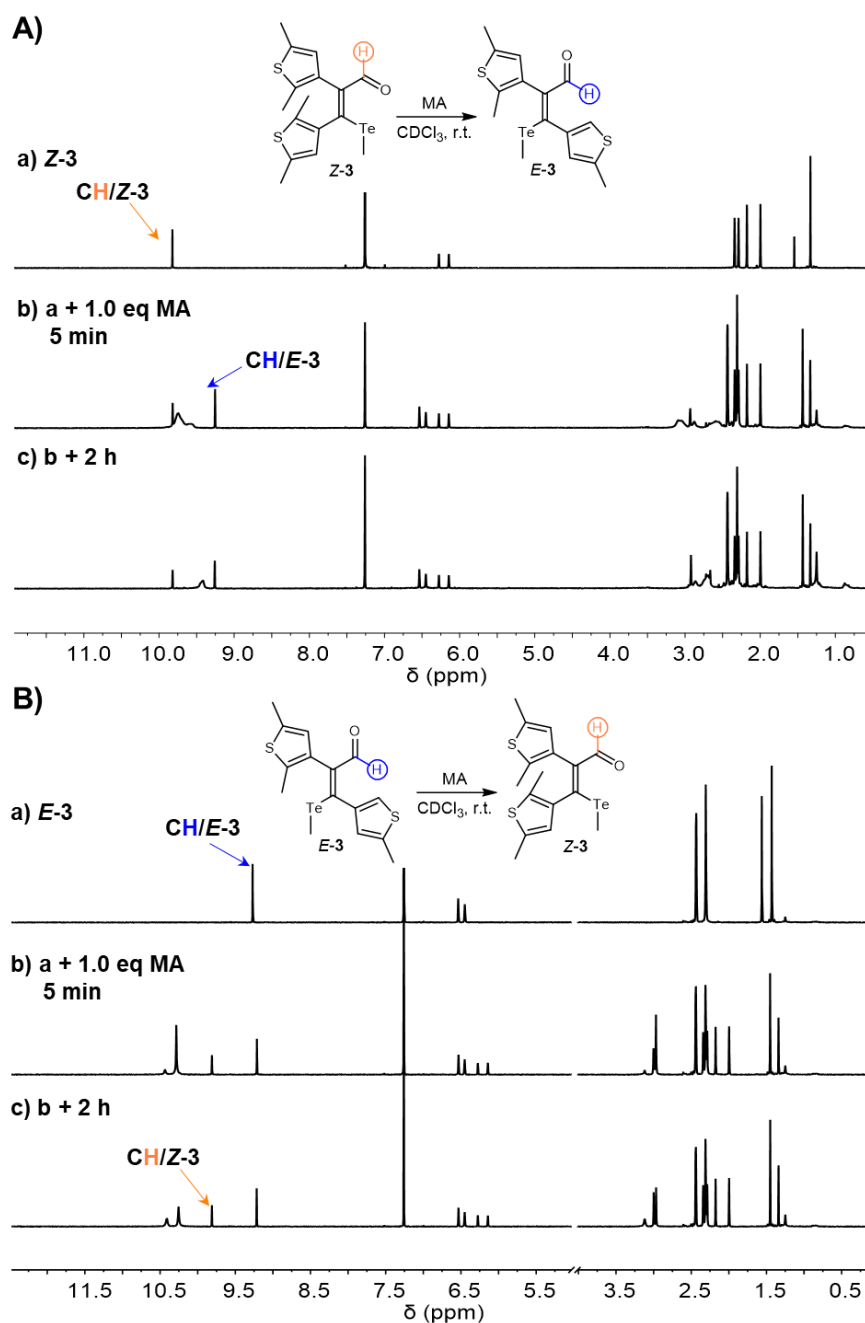 A)
H
O
S
S
Te
Z-3
MA
CDCl3, r.t.
O
H
S
Te
S
E-3
a) Z-3
CH/Z-3
b) a + 1.0 eq MA
5 min
CH/E-3
c) b + 2 h
11.0 10.0 9.0 8.0 7.0 6.0 5.0 4.0 3.0 2.0 1.0
δ (ppm)
B)
O
H
S
Te
S
E-3
MA
CDCl3, r.t.
H
O
S
S
Te
Z-3
a) E-3
CH/E-3
b) a + 1.0 eq MA
5 min
c) b + 2 h
CH/Z-3
11.5 10.5 9.5 8.5 7.5 6.5 5.5 3.5 2.5 1.5 0.5
δ (ppm)